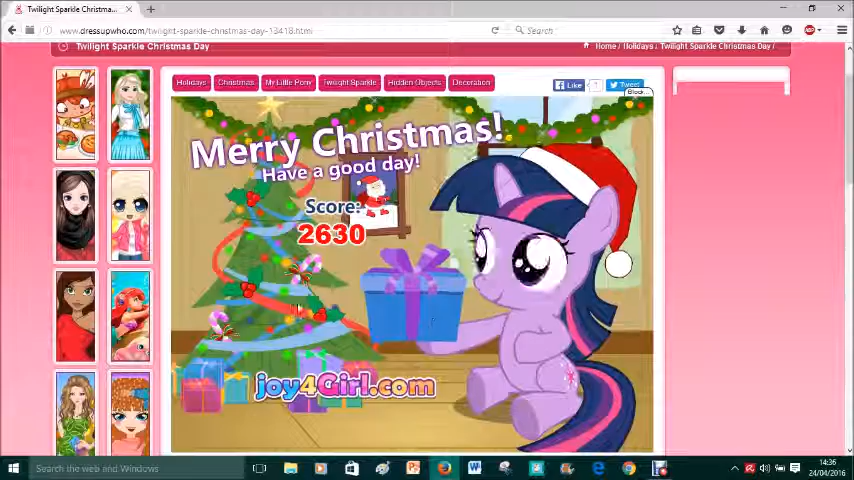 Twilight Sparkle Christmas...
www.dressupwho.com/twilight-sparkle-christmas-day-13418.html
Search
Twilight Sparkle Christmas Day
Home / Holidays / Twilight Sparkle Christmas Day /
Holidays
Christmas
My Little Pony
Twilight Sparkle
Hidden Objects
Decoration
Like
Tweet
Block...
Merry Christmas!
Have a good day!
Score:
2630
joy4Girl.com
Search the web and Windows
14:36
24/04/2016